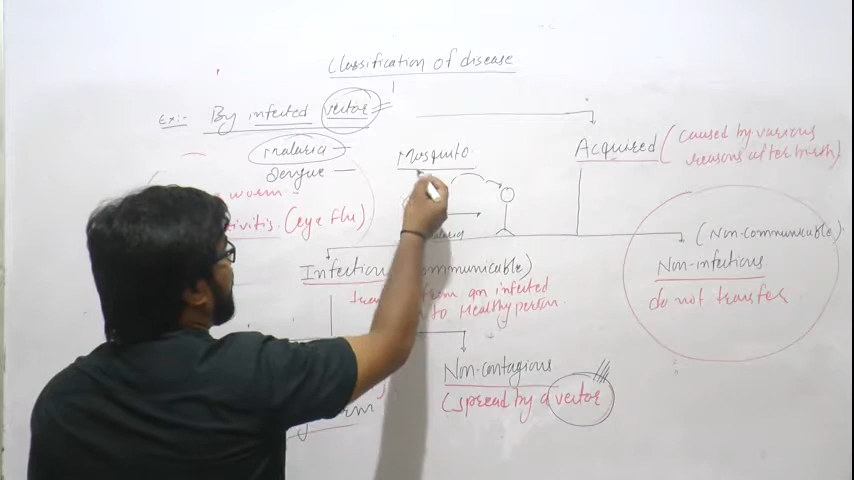 Classification of disease
Ex:- By infected vector
Malaria
Dengue
Mosquito
Acquired (caused by various
reasons after birth)
worm
(eye flu)
(Non-communicable)
Infection communicable)
Non-infectious
from an infected
to Healthy person.
do not transfer
Non-contagious
(spread by a vector